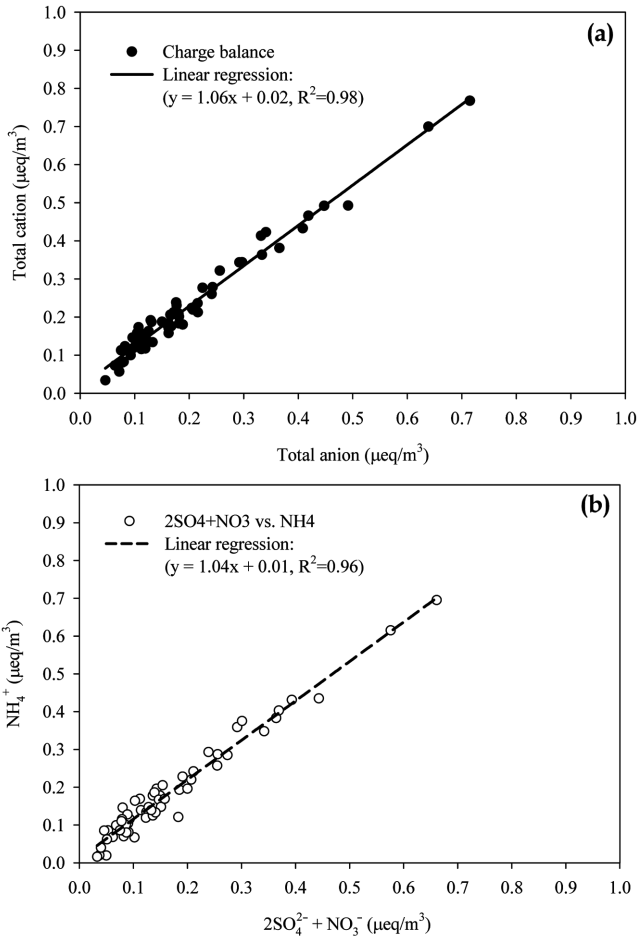 (a)
Charge balance
Linear regression:
(y = 1.06x + 0.02, R²=0.98)
Total cation (μeq/m³)
1.0
0.9
0.8
0.7
0.6
0.5
0.4
0.3
0.2
0.1
0.0
0.0 0.1 0.2 0.3 0.4 0.5 0.6 0.7 0.8 0.9 1.0
Total anion (μeq/m³)
(b)
2SO4+NO3 vs. NH4
Linear regression:
(y = 1.04x + 0.01, R²=0.96)
NH₄⁺ (μeq/m³)
1.0
0.9
0.8
0.7
0.6
0.5
0.4
0.3
0.2
0.1
0.0
0.0 0.1 0.2 0.3 0.4 0.5 0.6 0.7 0.8 0.9 1.0
2SO₄²⁻ + NO₃⁻ (μeq/m³)